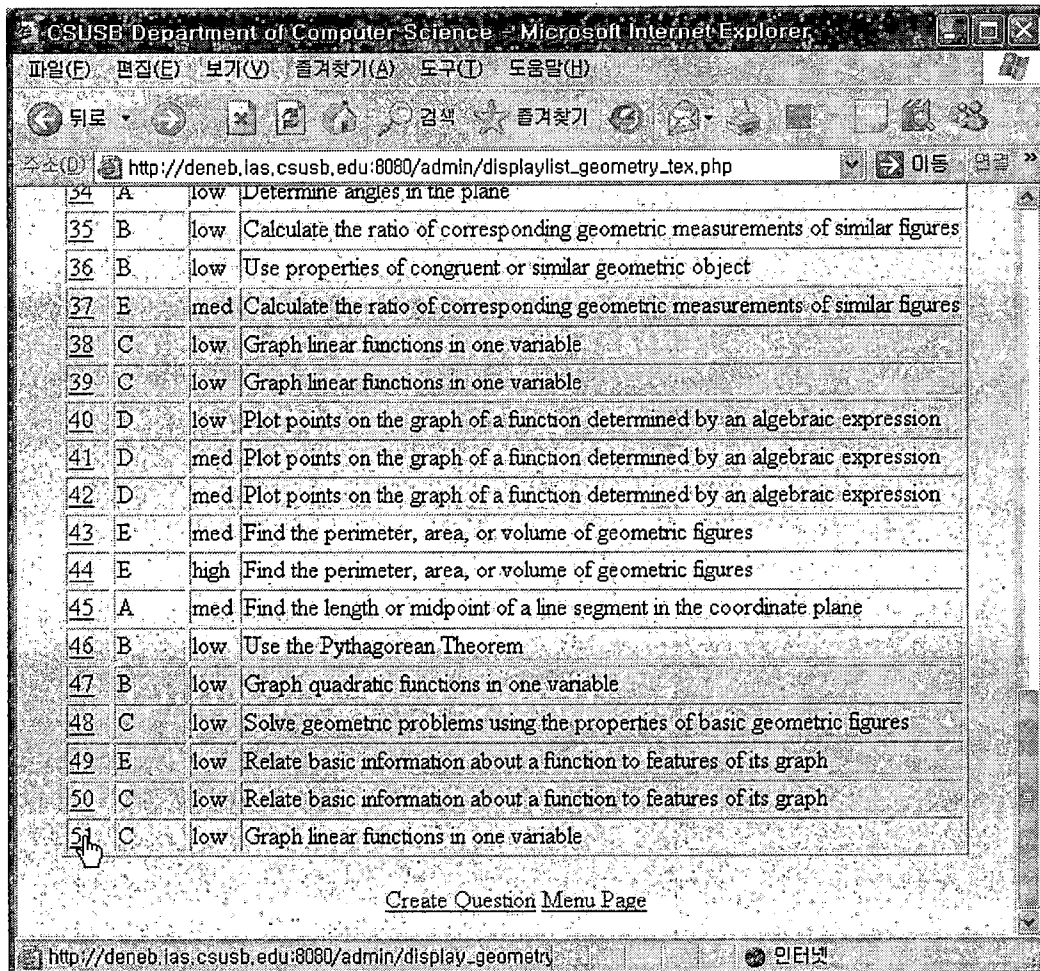 CSUSB Department of Computer Science - Microsoft Internet Explorer
파일(F) 편집(E) 보기(V) 즐겨찾기(A) 도구(T) 도움말(H)
뒤로 검색 즐겨찾기
주소(D) http://deneb.ias.csusb.edu:8080/admin/displaylist_geometry_tex.php 이동 연결 »
34 A low Determine angles in the plane
35 B low Calculate the ratio of corresponding geometric measurements of similar figures
36 B low Use properties of congruent or similar geometric object
37 E med Calculate the ratio of corresponding geometric measurements of similar figures
38 C low Graph linear functions in one variable
39 C low Graph linear functions in one variable
40 D low Plot points on the graph of a function determined by an algebraic expression
41 D med Plot points on the graph of a function determined by an algebraic expression
42 D med Plot points on the graph of a function determined by an algebraic expression
43 E med Find the perimeter, area, or volume of geometric figures
44 E high Find the perimeter, area, or volume of geometric figures
45 A med Find the length or midpoint of a line segment in the coordinate plane
46 B low Use the Pythagorean Theorem
47 B low Graph quadratic functions in one variable
48 C low Solve geometric problems using the properties of basic geometric figures
49 E low Relate basic information about a function to features of its graph
50 C low Relate basic information about a function to features of its graph
51 C low Graph linear functions in one variable
Create Question Menu Page
http://deneb.ias.csusb.edu:8080/admin/display_geometry 인터넷